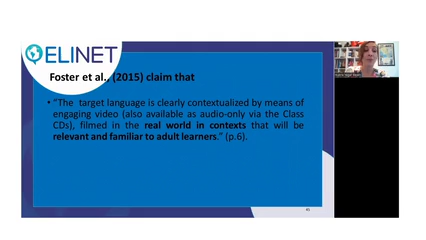 ELINET
Foster et al., (2015) claim that
• "The target language is clearly contextualized by means of
engaging video (also available as audio-only via the Class
CDs), filmed in the real world in contexts that will be
relevant and familiar to adult learners." (p.6).